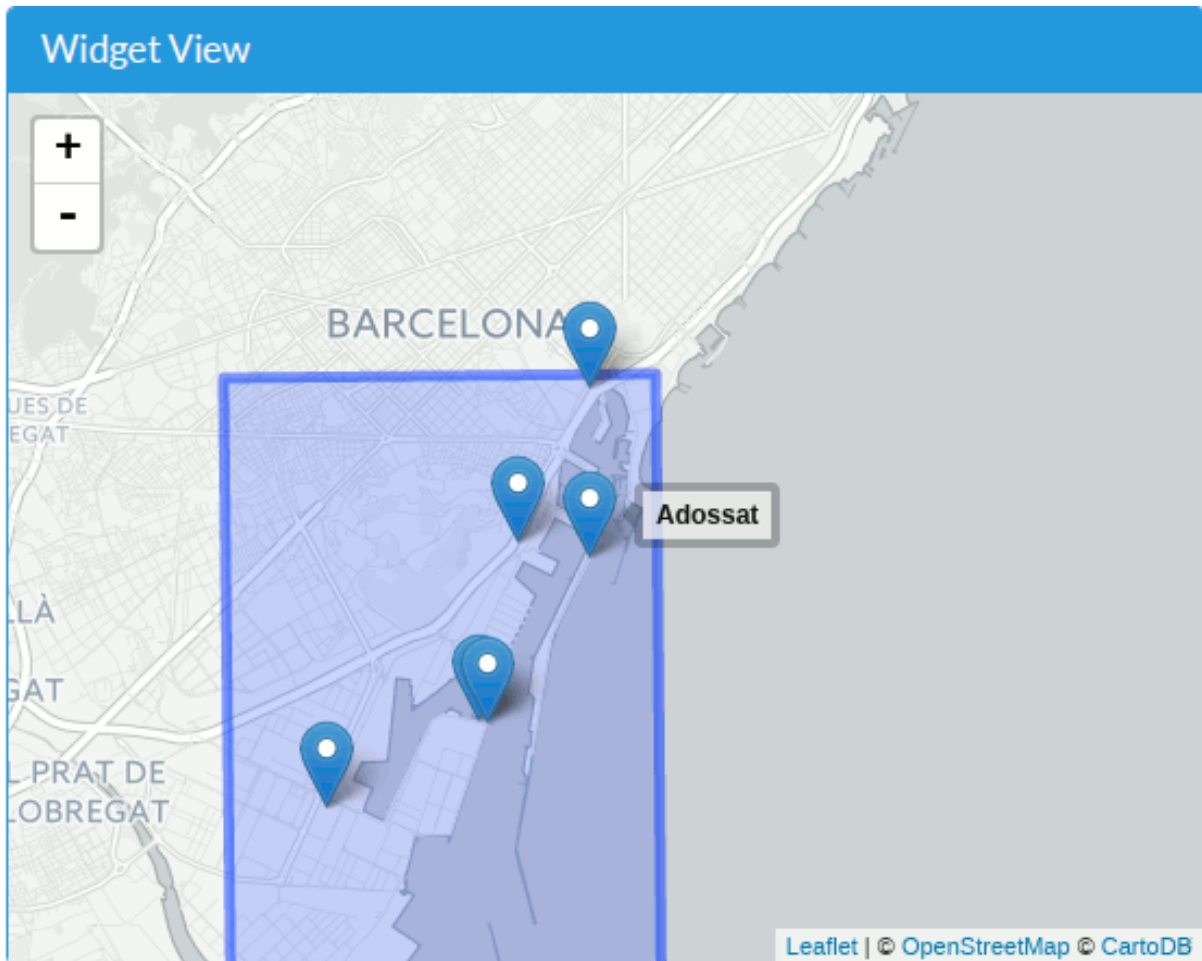 Widget View
+
-
BARCELONA
UES DE
EGAT
Adossat
LLÀ
GAT
L PRAT DE
LOBREGAT
Leaflet | © OpenStreetMap © CartoDB